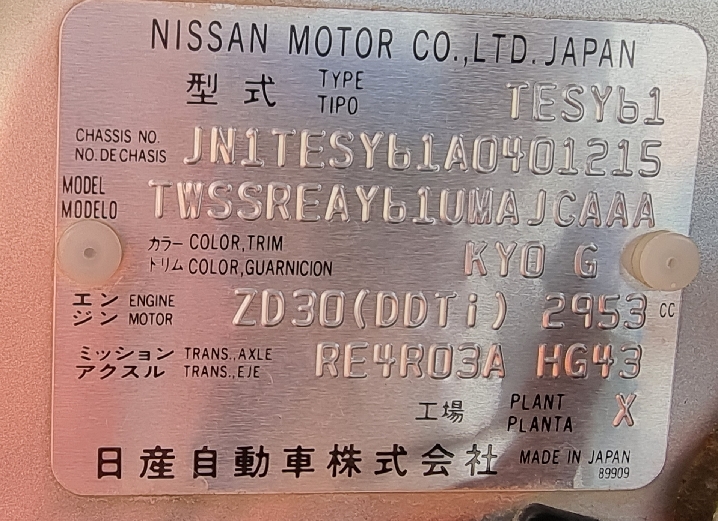 NISSAN MOTOR CO.,LTD. JAPAN
型式 TYPE TIPO TESY61
CHASSIS NO. NO. DE CHASIS JN1TESY61A0401215
MODEL MODELO TWSSREAY61UMAJCAAA
カラー COLOR,TRIM KY0 G
トリム COLOR,GUARNICION
エンジン ENGINE MOTOR ZD30(DDTi) 2953 CC
ミッション TRANS.,AXLE RE4R03A HG43
アクスル TRANS.,EJE
工場 PLANT PLANTA X
日産自動車株式会社 MADE IN JAPAN
89909